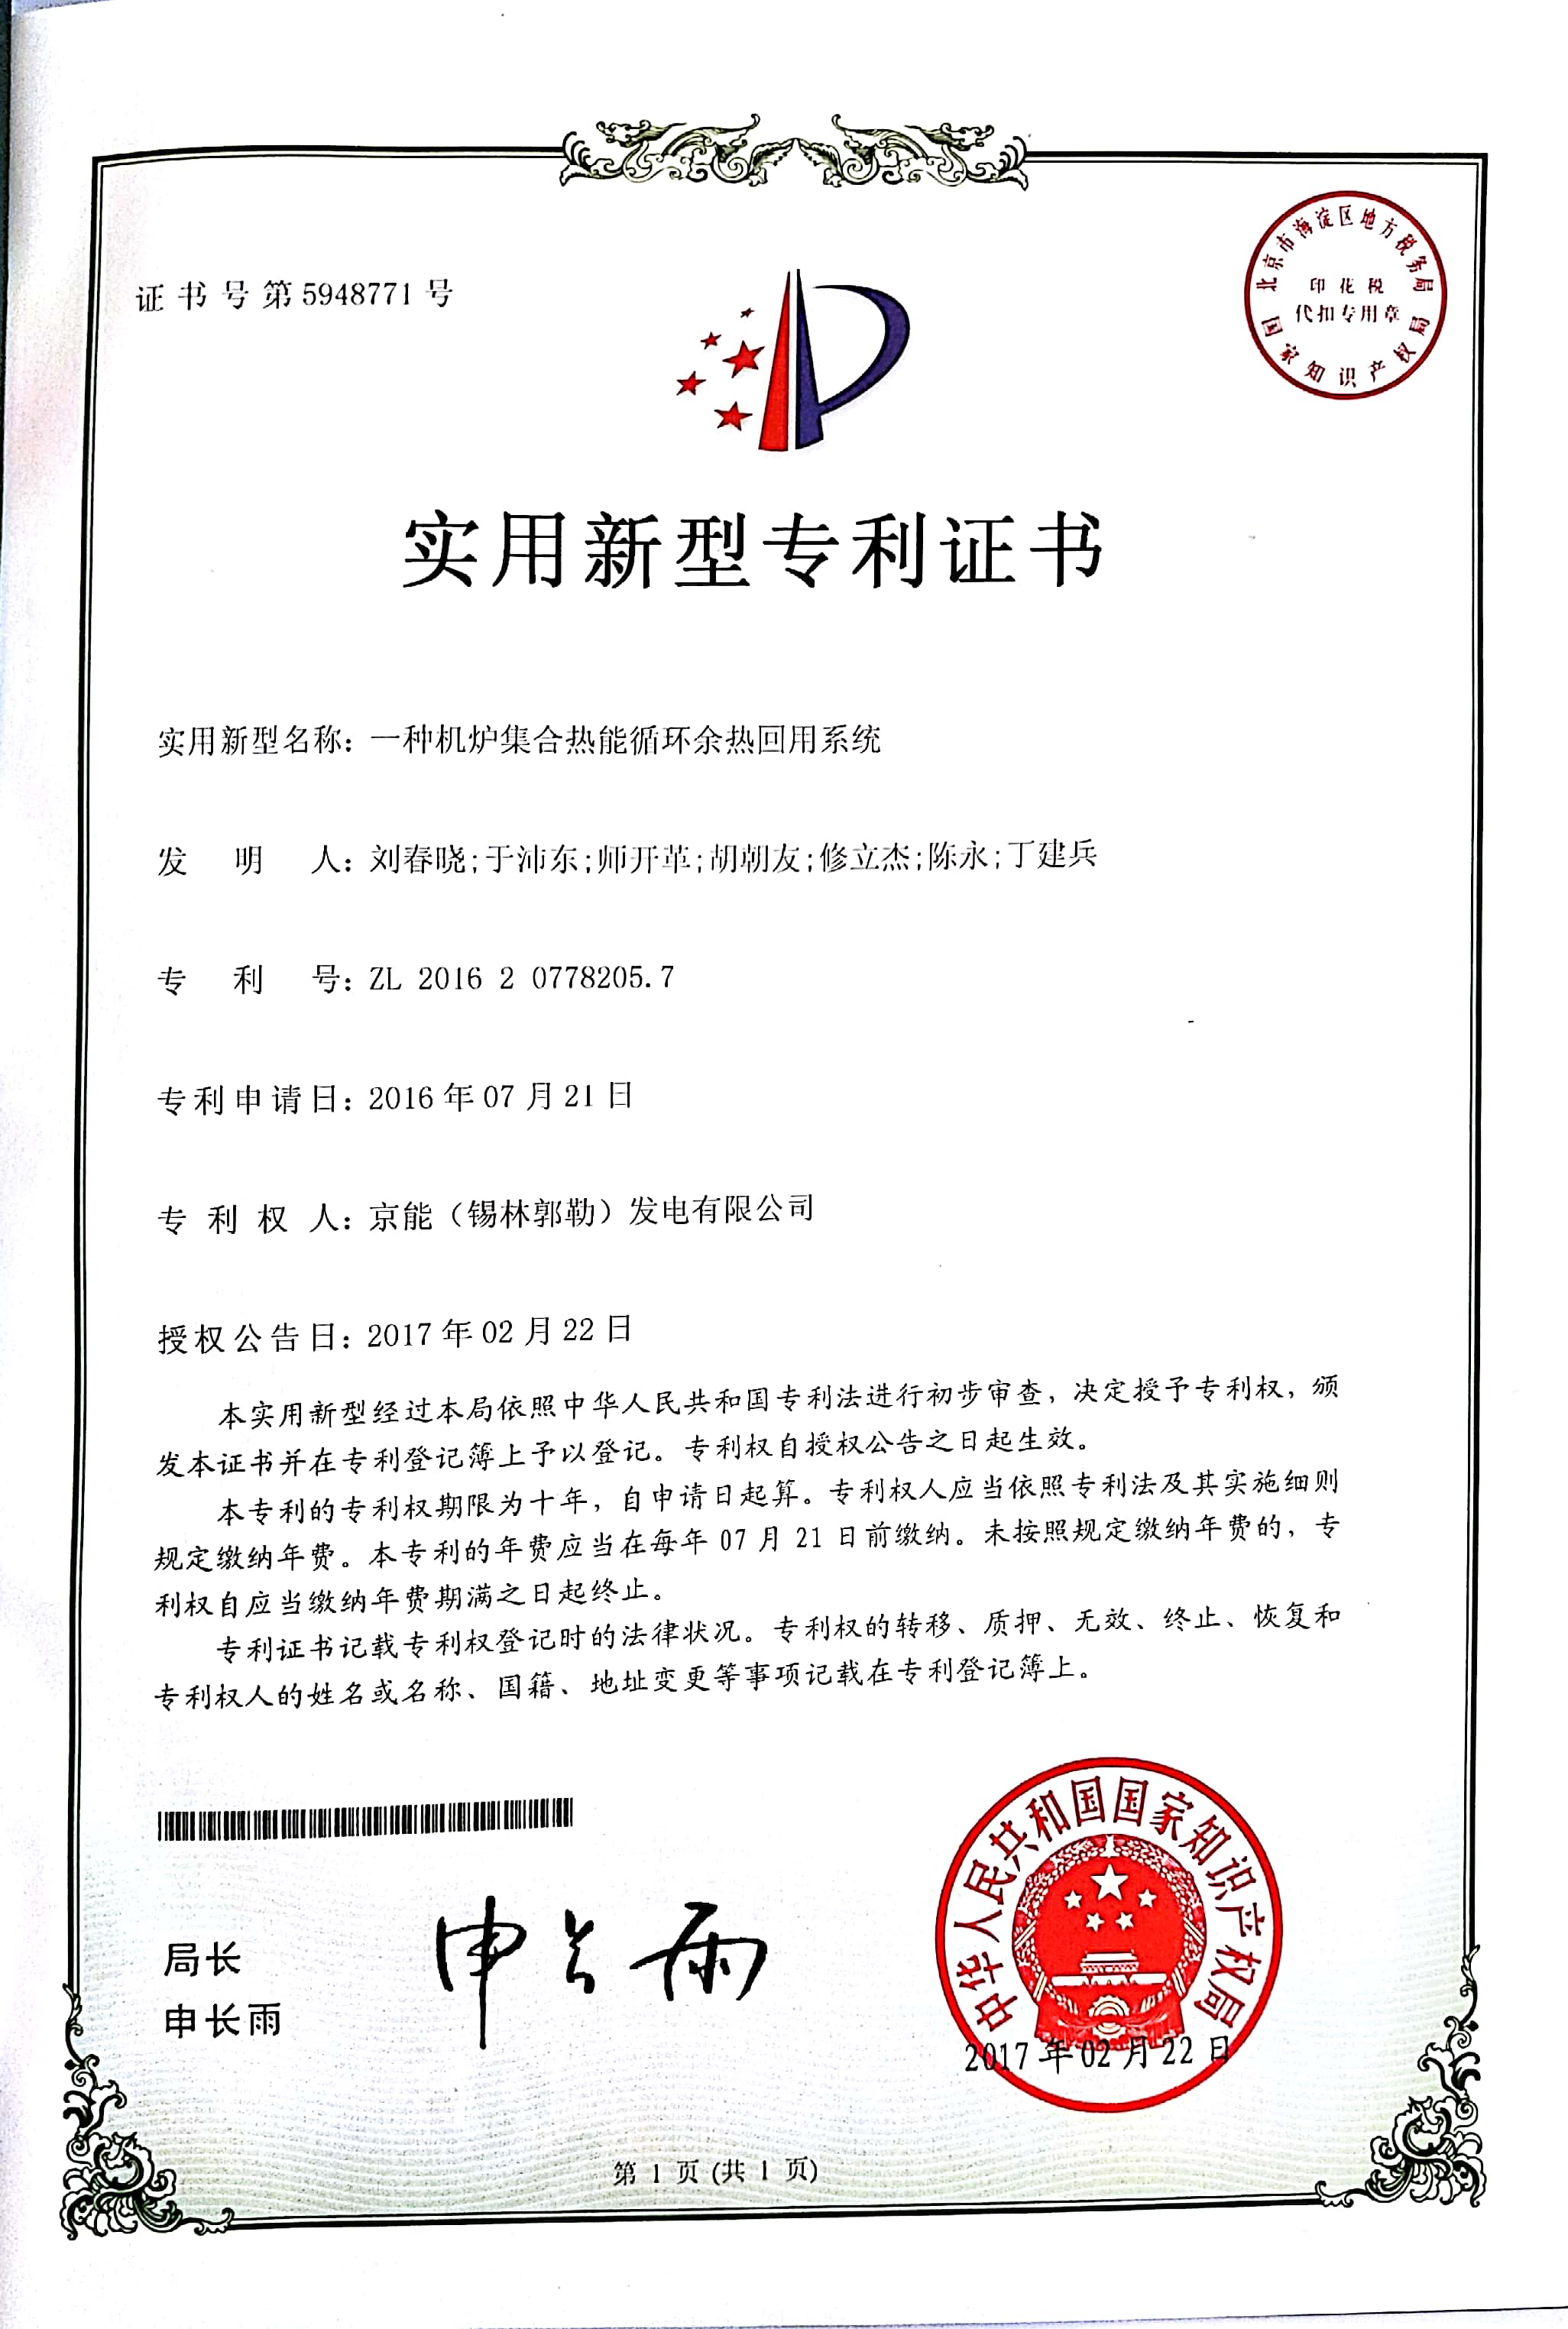 证书号第5948771号
北京市海淀区地方税务局
印花税
代扣专用章
国家知识产权局
实用新型专利证书
实用新型名称：一种机炉集合热能循环余热回用系统
发明人：刘春晓;于沛东;师开革;胡朝友;修立杰;陈永;丁建兵
专利号：ZL 2016 2 0778205.7
专利申请日：2016年07月21日
专利权人：京能（锡林郭勒）发电有限公司
授权公告日：2017年02月22日
本实用新型经过本局依照中华人民共和国专利法进行初步审查，决定授予专利权，颁
发本证书并在专利登记簿上予以登记。专利权自授权公告之日起生效。
本专利的专利权期限为十年，自申请日起算。专利权人应当依照专利法及其实施细则
规定缴纳年费。本专利的年费应当在每年07月21日前缴纳。未按照规定缴纳年费的，专
利权自应当缴纳年费期满之日起终止。
专利证书记载专利权登记时的法律状况。专利权的转移、质押、无效、终止、恢复和
专利权人的姓名或名称、国籍、地址变更等事项记载在专利登记簿上。
局长
申长雨
申长雨
中华人民共和国国家知识产权局
2017年02月22日
第1页(共1页)